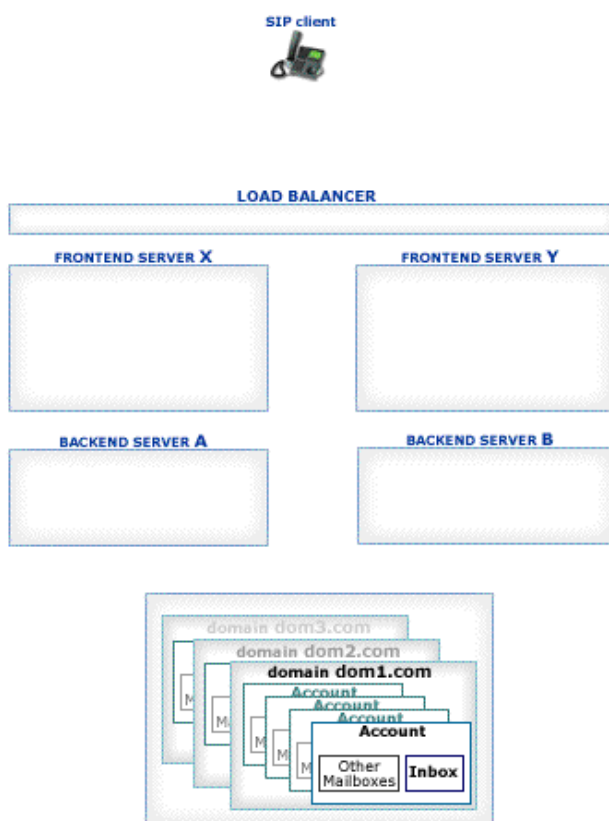 SIP client
LOAD BALANCER
FRONTEND SERVER X
FRONTEND SERVER Y
BACKEND SERVER A
BACKEND SERVER B
domain dom3.com
domain dom2.com
domain dom1.com
Account
Account
Account
Account
Other
Mailboxes
Inbox